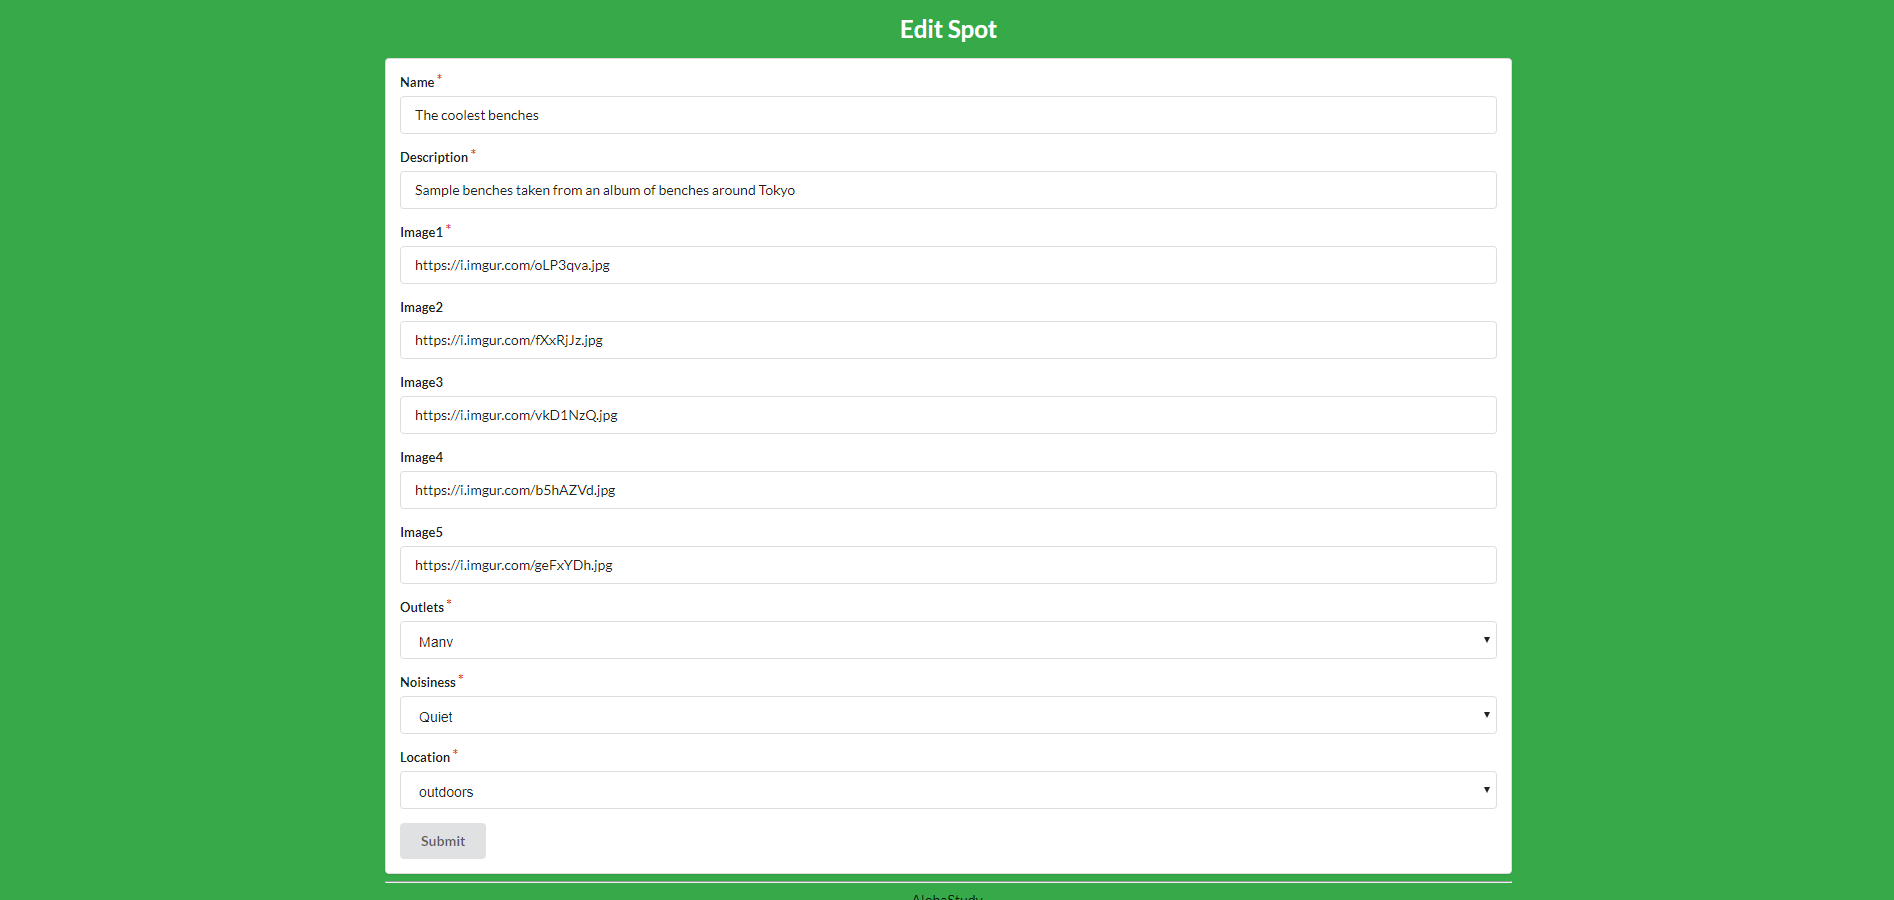 Edit Spot
Name *
The coolest benches
Description *
Sample benches taken from an album of benches around Tokyo
Image1 *
https://i.imgur.com/oLP3qva.jpg
Image2
https://i.imgur.com/fXxRjJz.jpg
Image3
https://i.imgur.com/vkD1NzQ.jpg
Image4
https://i.imgur.com/b5hAZVd.jpg
Image5
https://i.imgur.com/geFxYDh.jpg
Outlets *
Many
Noisiness *
Quiet
Location *
outdoors
Submit
AlohaStudy